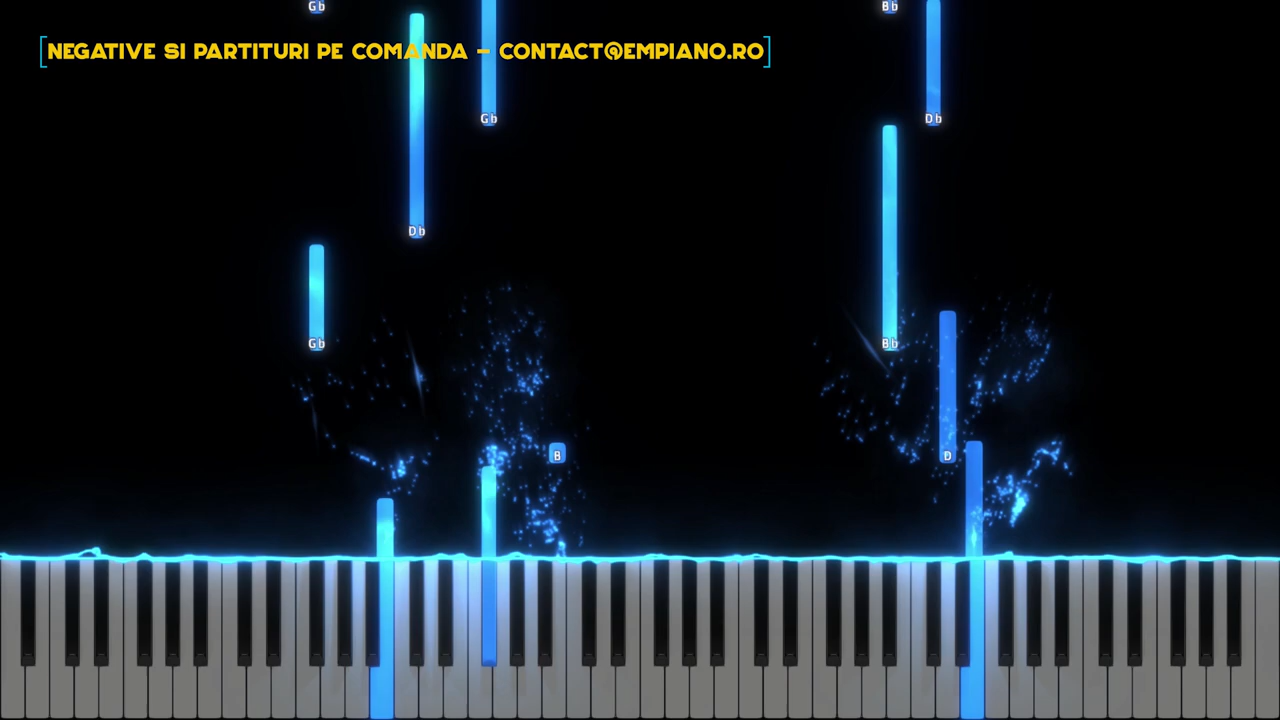 Gb Bb
[NEGATIVE SI PARTITURI PE COMANDA - CONTACT@EMPIANO.RO]
Gb Db
Db
Gb Bb
B D